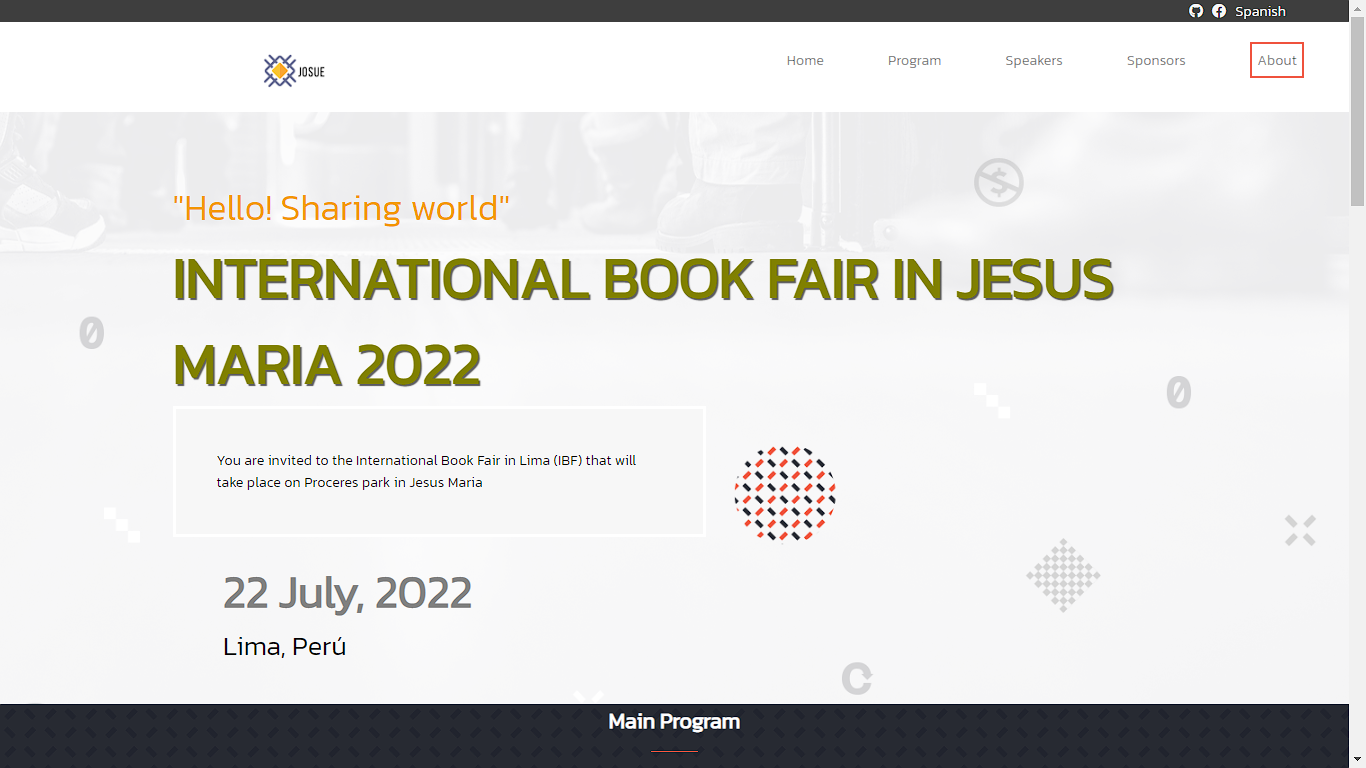 Spanish
JOSUE
Home
Program
Speakers
Sponsors
About
"Hello! Sharing world"
INTERNATIONAL BOOK FAIR IN JESUS
MARIA 2022
You are invited to the International Book Fair in Lima (IBF) that will
take place on Proceres park in Jesus Maria
22 July, 2022
Lima, Perú
Main Program